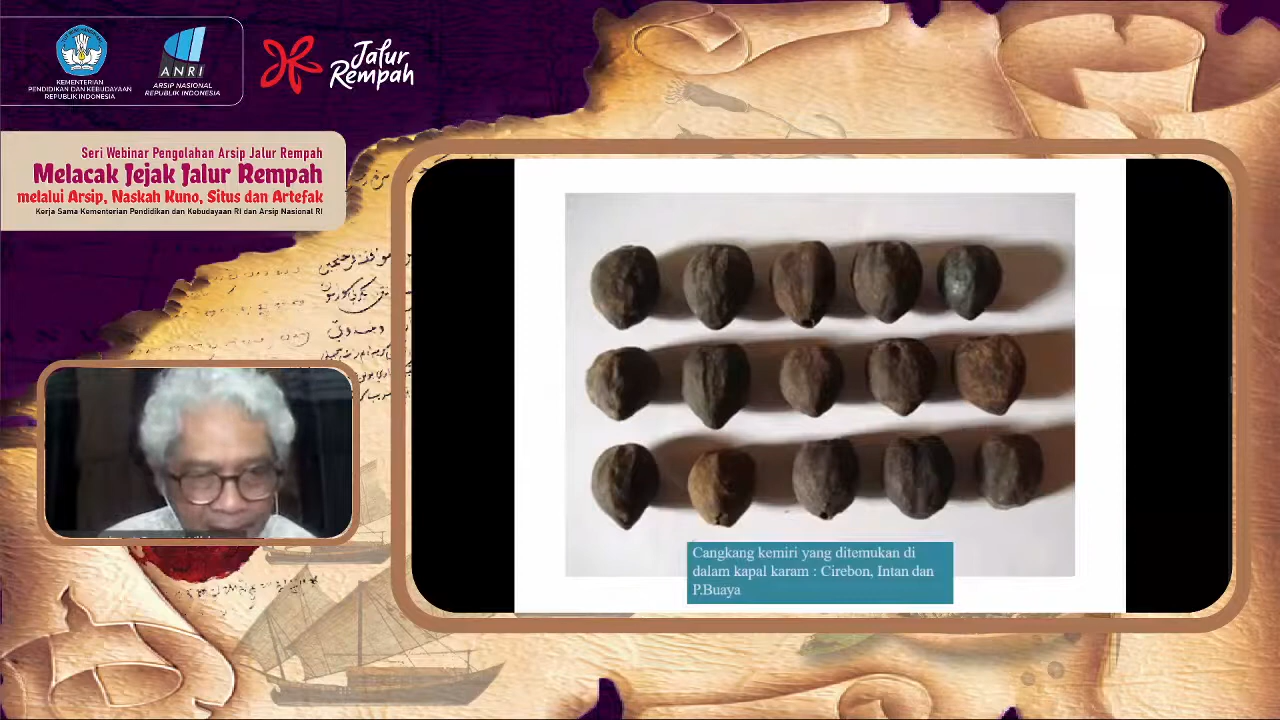 KEMENTERIAN
PENDIDIKAN DAN KEBUDAYAAN
REPUBLIK INDONESIA
ANRI
ARSIP NASIONAL
REPUBLIK INDONESIA
Jalur
Rempah
Seri Webinar Pengolahan Arsip Jalur Rempah
Melacak Jejak Jalur Rempah
melalui Arsip, Naskah Kuno, Situs dan Artefak
Kerja Sama Kementerian Pendidikan dan Kebudayaan RI dan Arsip Nasional RI
Cangkang kemiri yang ditemukan di
dalam kapal karam : Cirebon, Intan dan
P.Buaya